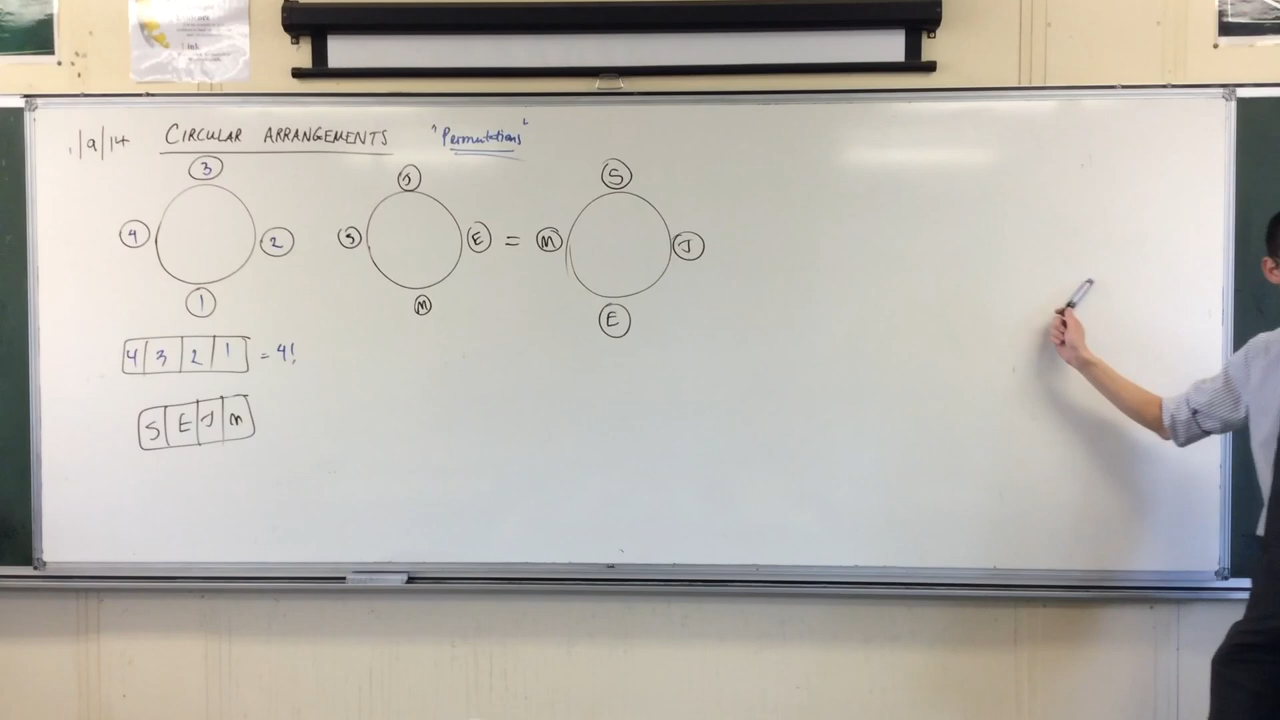 1/9/14 CIRCULAR ARRANGEMENTS 'Permutations'
3 J S
4 2 S E = M J
1 M E
4 3 2 1 = 4!
S E J M